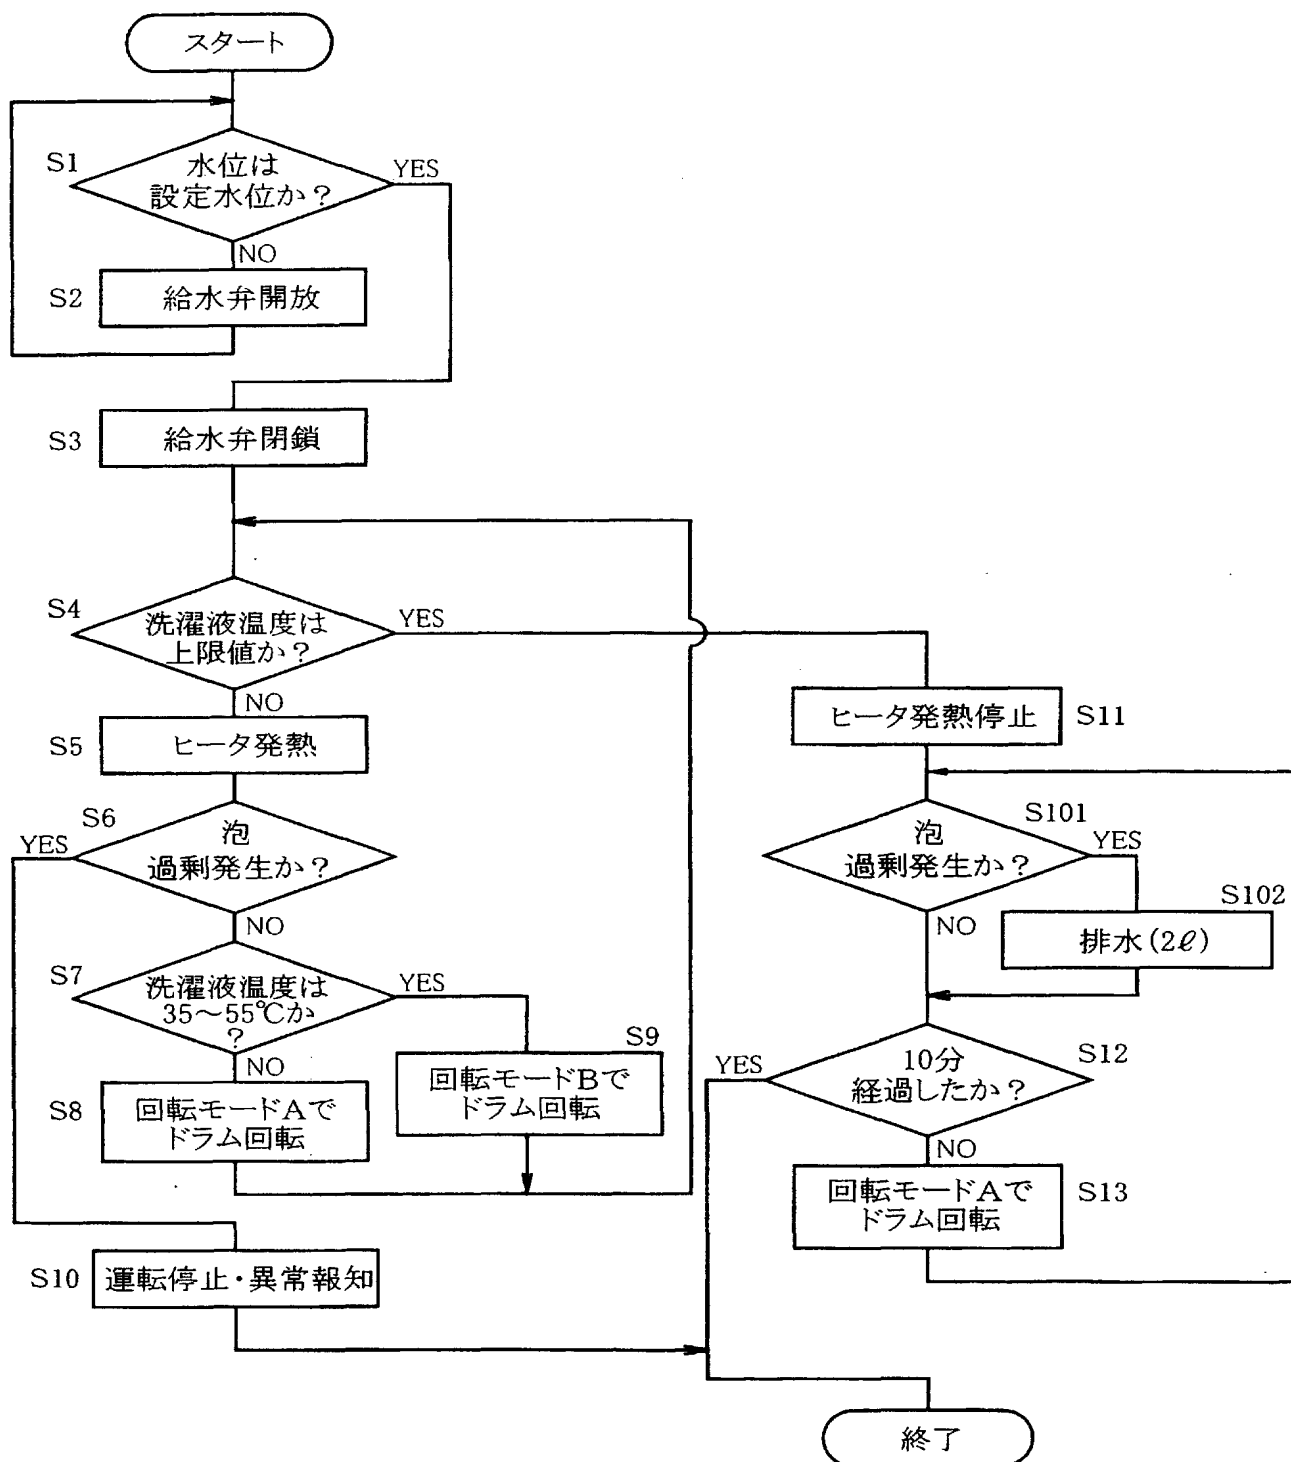 スタート
S1
水位は
設定水位か?
YES
NO
S2
給水弁開放
S3
給水弁閉鎖
S4
洗濯液温度は
上限値か?
YES
NO
S5
ヒータ発熱
S6
YES
泡
過剰発生か?
NO
S7
洗濯液温度は
35~55℃か
?
YES
NO
S8
回転モードAで
ドラム回転
S9
回転モードBで
ドラム回転
S10
運転停止・異常報知
ヒータ発熱停止
S11
泡
過剰発生か?
S101
YES
NO
S102
排水(2ℓ)
YES
10分
経過したか?
S12
NO
回転モードAで
ドラム回転
S13
終了